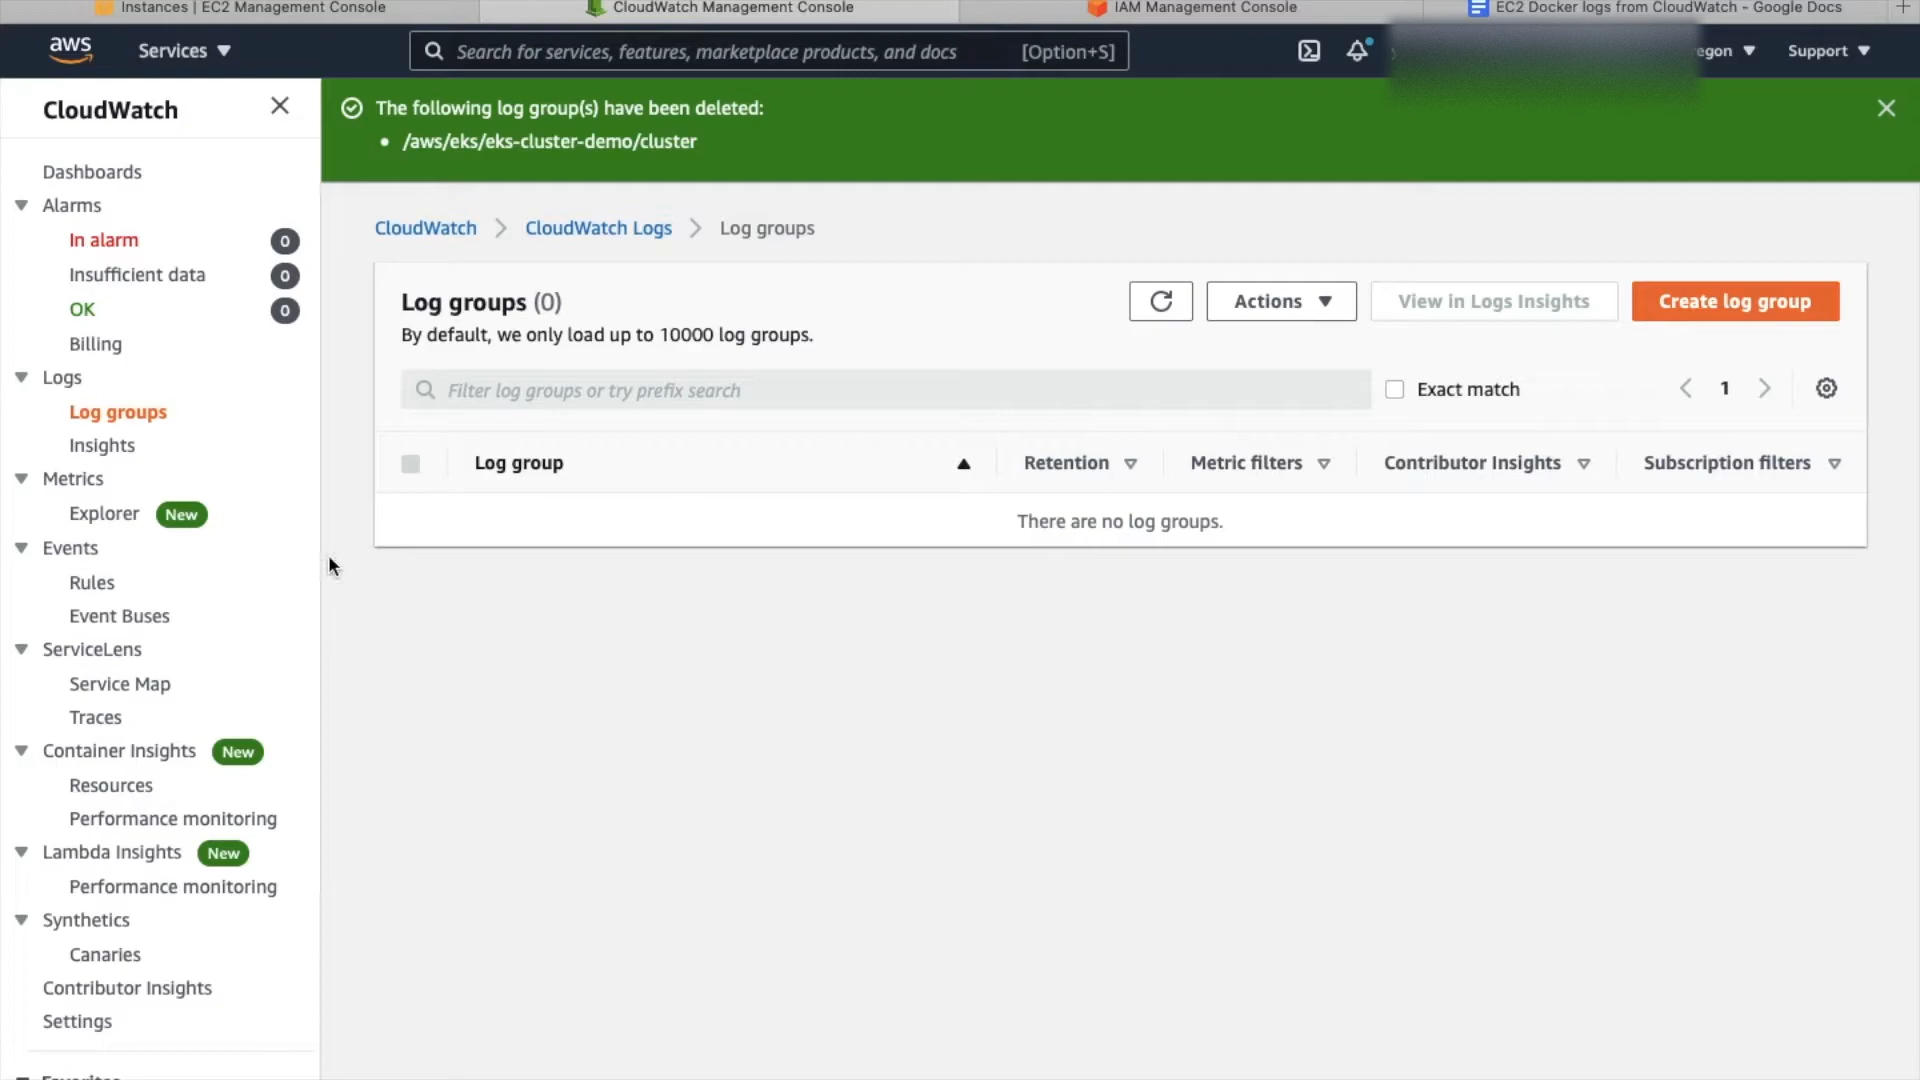 Instances | EC2 Management Console
CloudWatch Management Console
IAM Management Console
EC2 Docker logs from CloudWatch - Google Docs
aws
Services
Search for services, features, marketplace products, and docs [Option+S]
egon
Support
CloudWatch
Dashboards
Alarms
In alarm 0
Insufficient data 0
OK 0
Billing
Logs
Log groups
Insights
Metrics
Explorer New
Events
Rules
Event Buses
ServiceLens
Service Map
Traces
Container Insights New
Resources
Performance monitoring
Lambda Insights New
Performance monitoring
Synthetics
Canaries
Contributor Insights
Settings
The following log group(s) have been deleted:
• /aws/eks/eks-cluster-demo/cluster
CloudWatch > CloudWatch Logs > Log groups
Log groups (0)
By default, we only load up to 10000 log groups.
Actions
View in Logs Insights
Create log group
Filter log groups or try prefix search
Exact match
1
Log group Retention Metric filters Contributor Insights Subscription filters
There are no log groups.